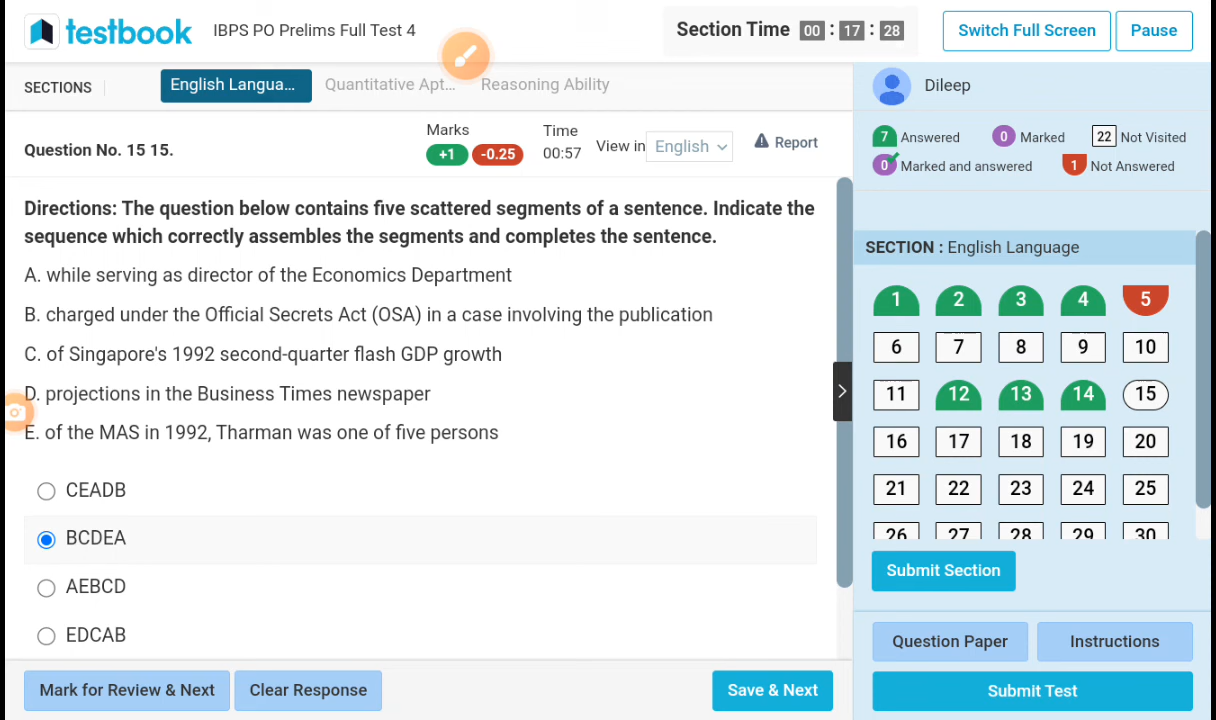 testbook IBPS PO Prelims Full Test 4 Section Time 00 : 17 : 28 Switch Full Screen Pause
SECTIONS English Langua... Quantitative Apt... Reasoning Ability Dileep
Question No. 15 15. Marks +1 -0.25 Time 00:57 View in English Report
7 Answered 0 Marked 22 Not Visited
0 Marked and answered 1 Not Answered
Directions: The question below contains five scattered segments of a sentence. Indicate the
sequence which correctly assembles the segments and completes the sentence.
A. while serving as director of the Economics Department
B. charged under the Official Secrets Act (OSA) in a case involving the publication
C. of Singapore's 1992 second-quarter flash GDP growth
D. projections in the Business Times newspaper
E. of the MAS in 1992, Tharman was one of five persons
CEADB
BCDEA
AEBCD
EDCAB
Mark for Review & Next Clear Response Save & Next
SECTION : English Language
1 2 3 4 5
6 7 8 9 10
11 12 13 14 15
16 17 18 19 20
21 22 23 24 25
26 27 28 29 30
Submit Section
Question Paper Instructions
Submit Test